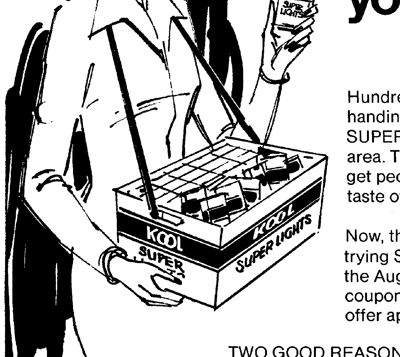 yo
SUPER
LIGHTS
Hundre
handin
SUPER
area. T
get peo
taste o
KOOL
SUPER
KOOL
SUPER LIGHTS
Now, th
trying S
the Aug
coupon
offer ap
TWO GOOD REASON